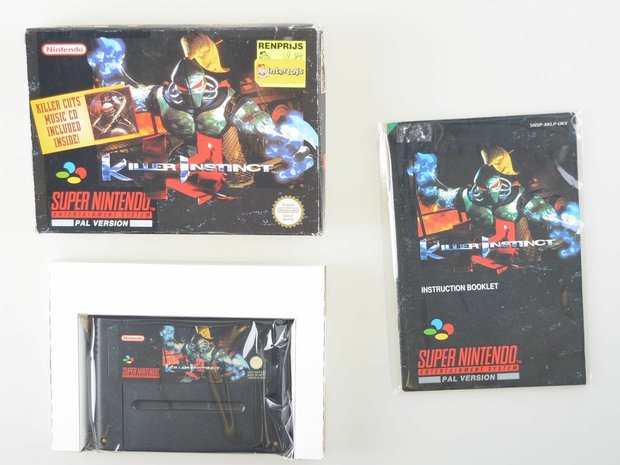 Nintendo
RENPRIJS
Intertoys
KILLER CUTS
MUSIC CD
INCLUDED
INSIDE!
KILLER INSTINCT
SUPER NINTENDO
ENTERTAINMENT SYSTEM
PAL VERSION
Nintendo
SNSP-AKLP-UKV
KILLER INSTINCT
INSTRUCTION BOOKLET
SUPER NINTENDO
ENTERTAINMENT SYSTEM
PAL VERSION
Nintendo
KILLER INSTINCT
SUPER NINTENDO